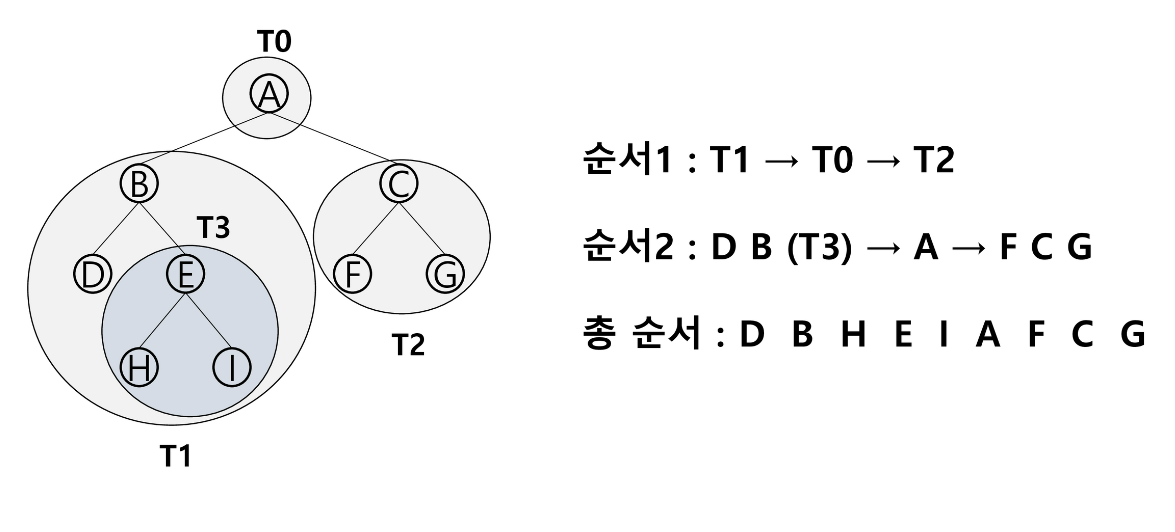 T0
A
B
C
T3
D
E
F
G
H
I
T2
T1
순서1 : T1 → T0 → T2
순서2 : D B (T3) → A → F C G
총 순서 : D B H E I A F C G